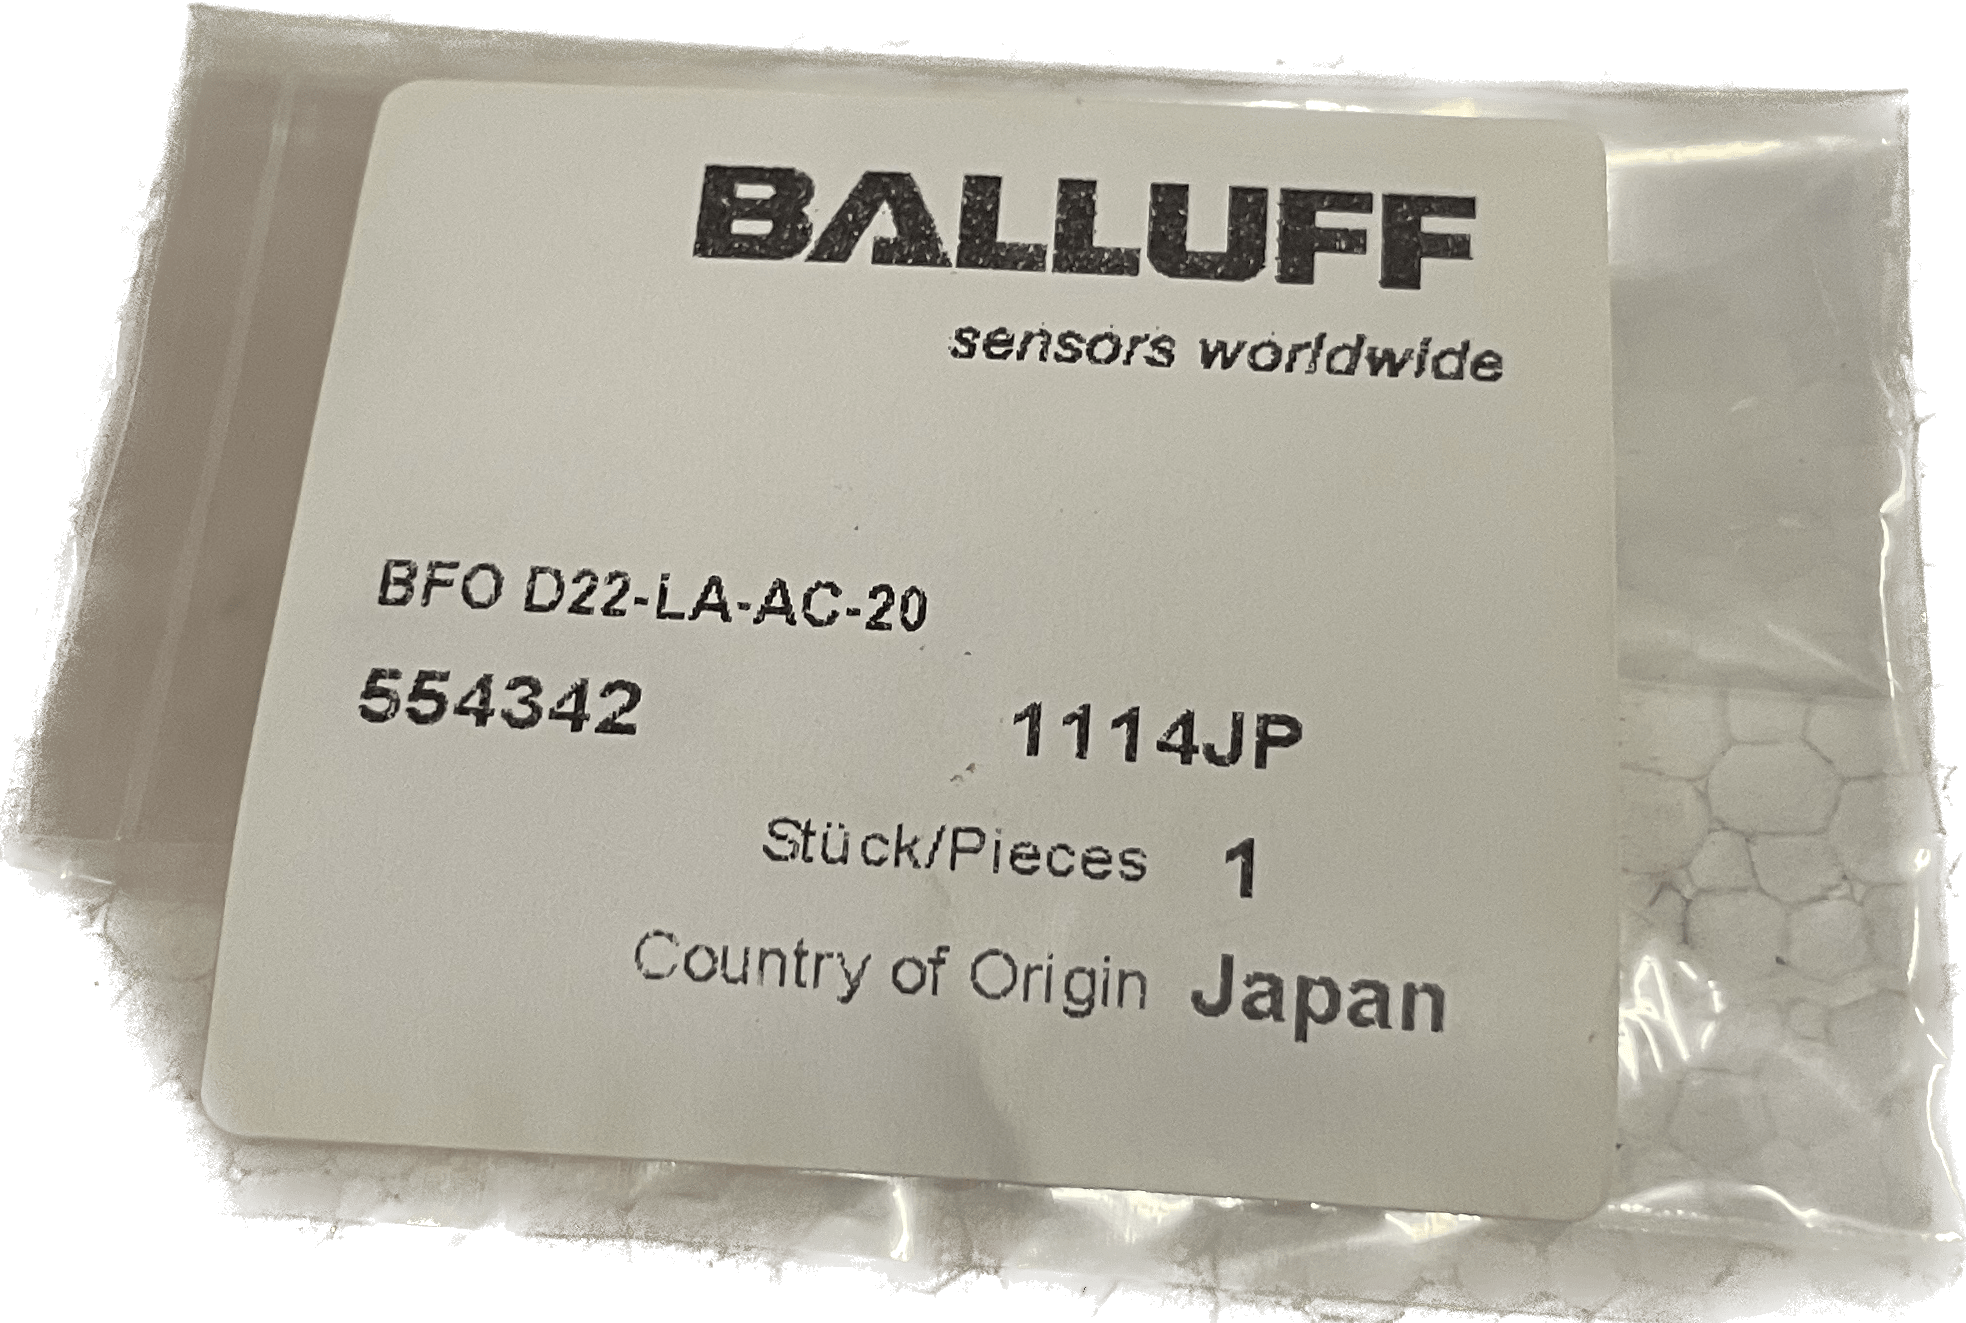 BALLUFF
sensors worldwide
BFO D22-LA-AC-20
554342 1114JP
Stück/Pieces 1
Country of Origin Japan